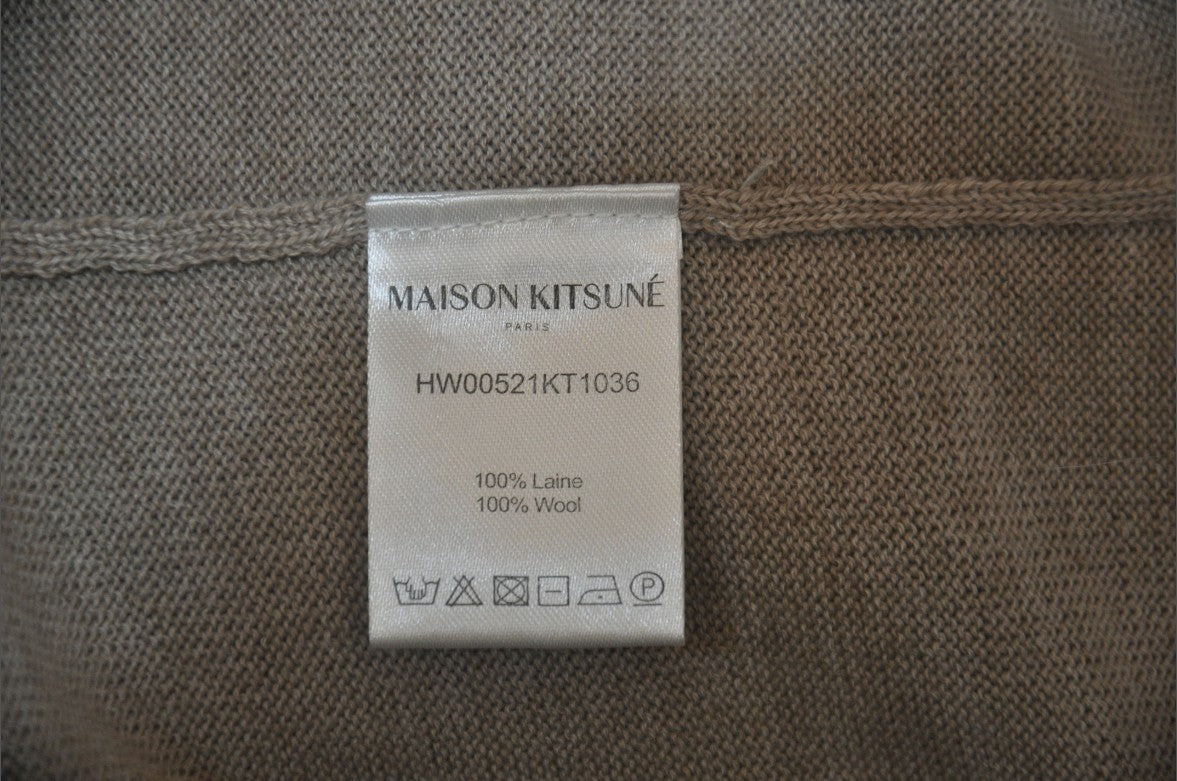 MAISON KITSUNÉ
PARIS
HW00521KT1036
100% Laine
100% Wool
P